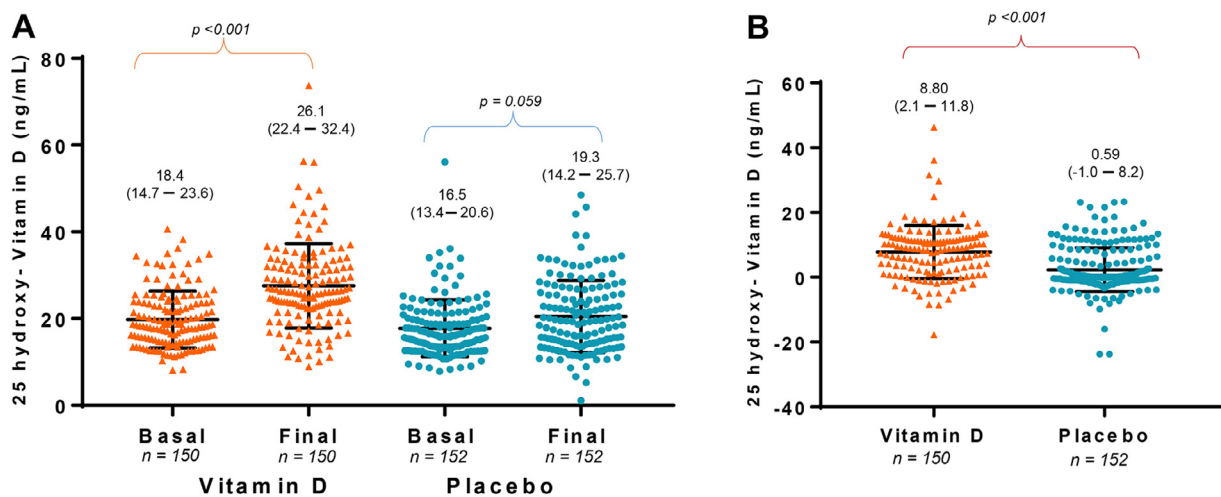 A
25 hydroxy- Vitamin D (ng/mL)
80
60
40
20
0
p <0.001
p = 0.059
18.4
(14.7 – 23.6)
26.1
(22.4 – 32.4)
16.5
(13.4 – 20.6)
19.3
(14.2 – 25.7)
Basal
n = 150
Final
n = 150
Basal
n = 152
Final
n = 152
Vitamin D
Placebo
B
25 hydroxy- Vitamin D (ng/mL)
60
40
20
0
-20
-40
p <0.001
8.80
(2.1 – 11.8)
0.59
(-1.0 – 8.2)
Vitamin D
n = 150
Placebo
n = 152